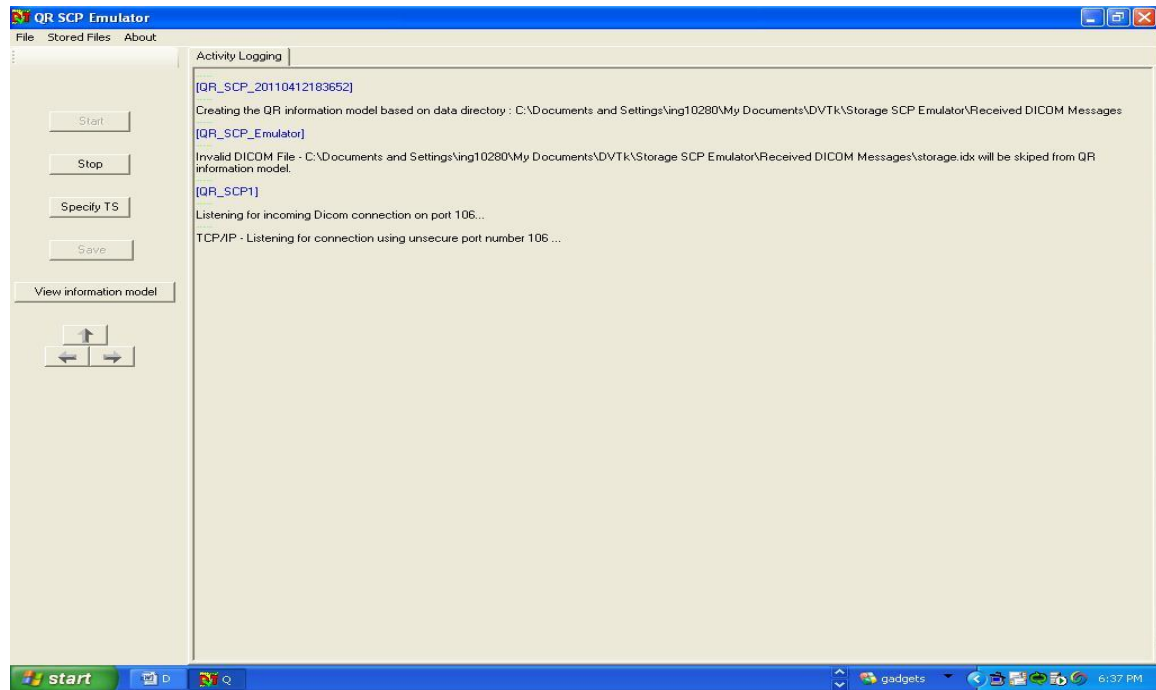 QR SCP Emulator
File Stored Files About
Activity Logging
[QR_SCP_20110412183652]
Creating the QR information model based on data directory : C:\Documents and Settings\ing10280\My Documents\DVTk\Storage SCP Emulator\Received DICOM Messages
[QR_SCP_Emulator]
Invalid DICOM File - C:\Documents and Settings\ing10280\My Documents\DVTk\Storage SCP Emulator\Received DICOM Messages\storage.idx will be skiped from QR
information model.
[QR_SCP1]
Listening for incoming Dicom connection on port 106...
TCP/IP - Listening for connection using unsecure port number 106 ...
Start
Stop
Specify TS
Save
View information model
start D Q gadgets 6:37 PM